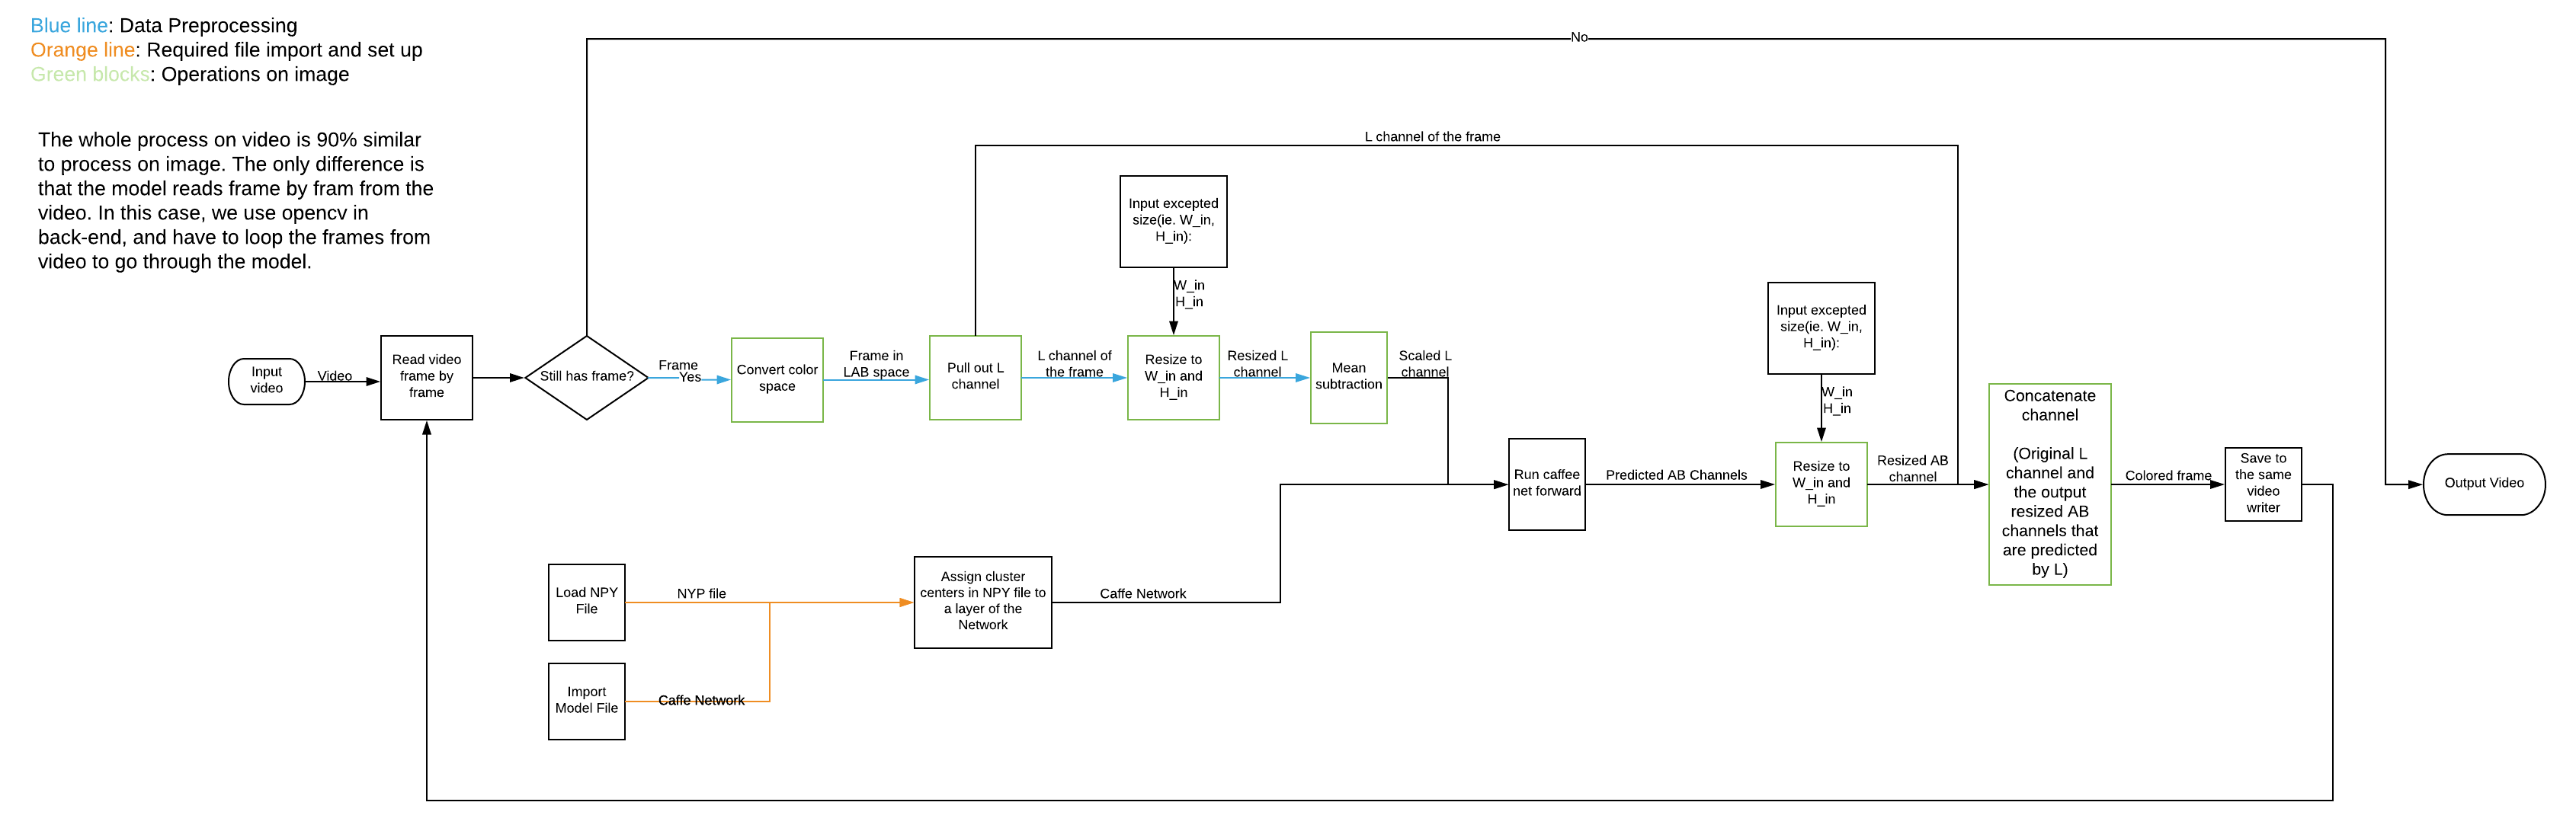 Blue line: Data Preprocessing
Orange line: Required file import and set up
Green blocks: Operations on image
The whole process on video is 90% similar
to process on image. The only difference is
that the model reads frame by fram from the
video. In this case, we use opencv in
back-end, and have to loop the frames from
video to go through the model.
No
L channel of the frame
Input excepted
size(ie. W_in,
H_in):
W_in
H_in
Input excepted
size(ie. W_in,
H_in):
W_in
H_in
Input
video
Video
Read video
frame by
frame
Still has frame?
Frame
Yes
Convert color
space
Frame in
LAB space
Pull out L
channel
L channel of
the frame
Resize to
W_in and
H_in
Resized L
channel
Mean
subtraction
Scaled L
channel
Run caffee
net forward
Predicted AB Channels
Resize to
W_in and
H_in
Resized AB
channel
Concatenate
channel
(Original L
channel and
the output
resized AB
channels that
are predicted
by L)
Colored frame
Save to
the same
video
writer
Output Video
Load NPY
File
NYP file
Assign cluster
centers in NPY file to
a layer of the
Network
Caffe Network
Import
Model File
Caffe Network